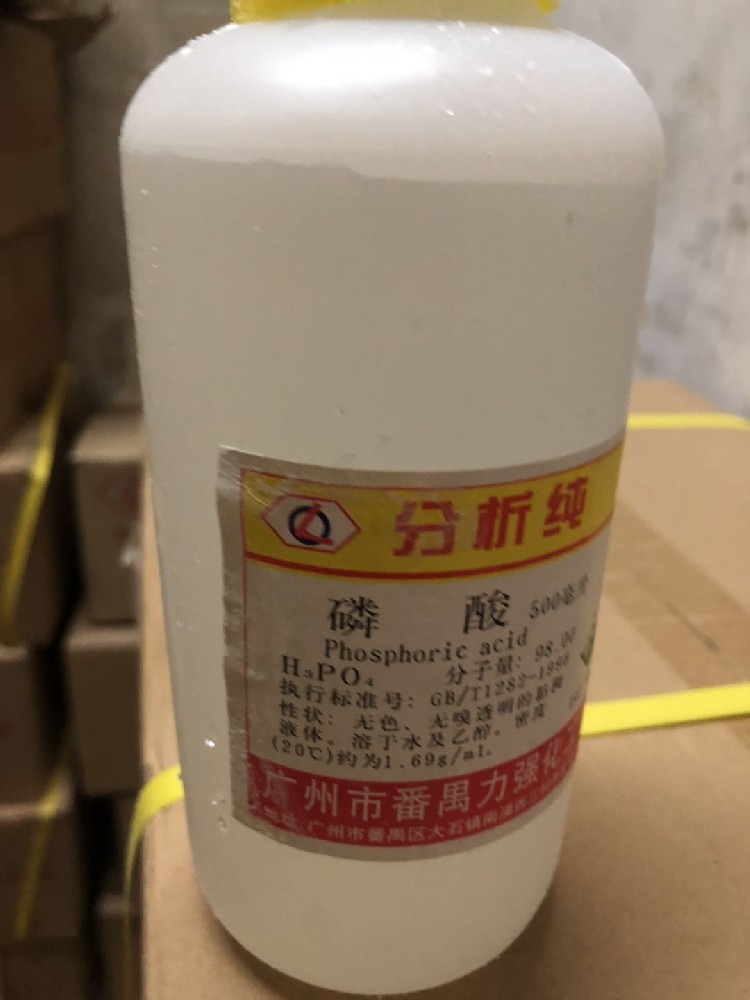 分析纯
磷 酸 500毫升
Phosphoric acid
H₃PO₄ 分子量: 98.00
执行标准号: GB/T1282-1996
性状: 无色、无嗅透明的
液体。溶于水及乙醇。密度
(20℃)约为1.69g/ml。
广州市番禺力强化
地址 广州市番禺区大石镇南浦